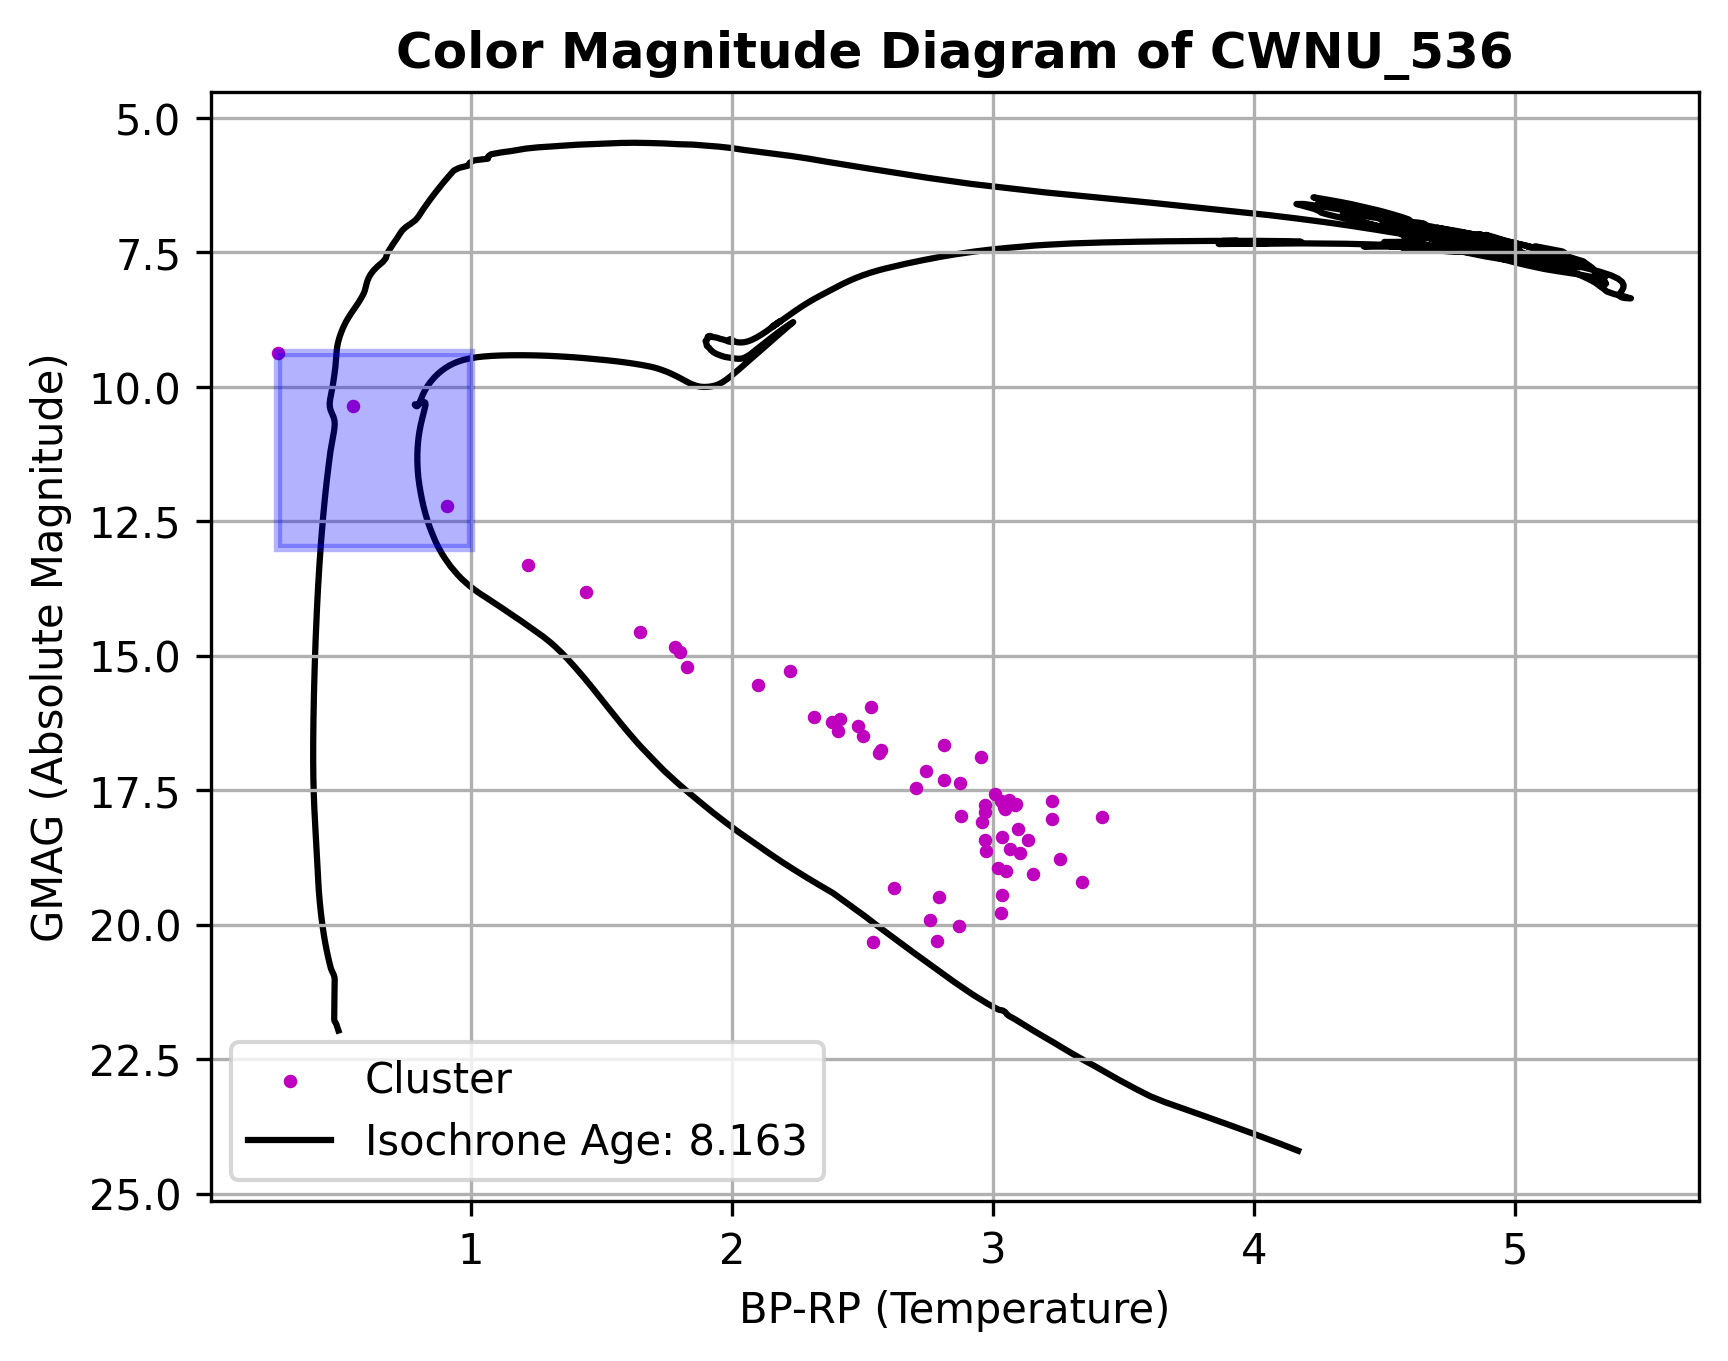 Color Magnitude Diagram of CWNU_536
GMAG (Absolute Magnitude)
5.0
7.5
10.0
12.5
15.0
17.5
20.0
22.5
25.0
Cluster
Isochrone Age: 8.163
1 2 3 4 5
BP-RP (Temperature)